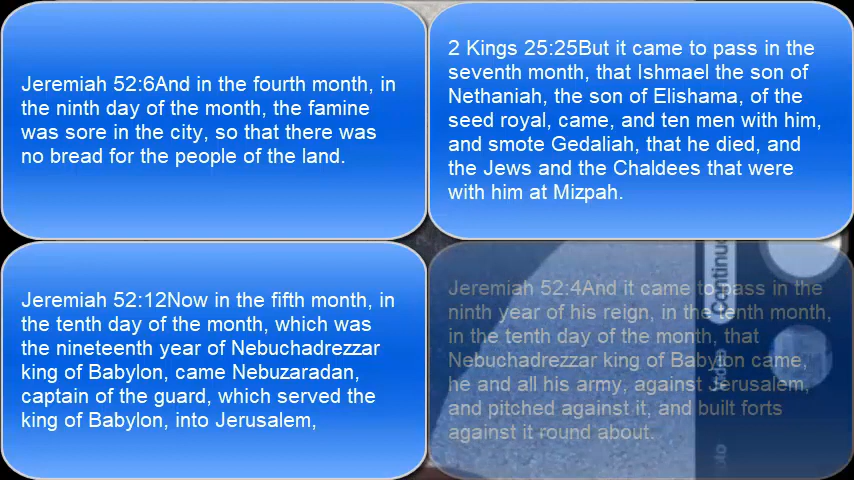 Jeremiah 52:6And in the fourth month, in
the ninth day of the month, the famine
was sore in the city, so that there was
no bread for the people of the land.
2 Kings 25:25But it came to pass in the
seventh month, that Ishmael the son of
Nethaniah, the son of Elishama, of the
seed royal, came, and ten men with him,
and smote Gedaliah, that he died, and
the Jews and the Chaldees that were
with him at Mizpah.
Jeremiah 52:12Now in the fifth month, in
the tenth day of the month, which was
the nineteenth year of Nebuchadrezzar
king of Babylon, came Nebuzaradan,
captain of the guard, which served the
king of Babylon, into Jerusalem,
Jeremiah 52:4And it came to pass in the
ninth year of his reign, in the tenth month,
in the tenth day of the month, that
Nebuchadrezzar king of Babylon came,
he and all his army, against Jerusalem,
and pitched against it, and built forts
against it round about.